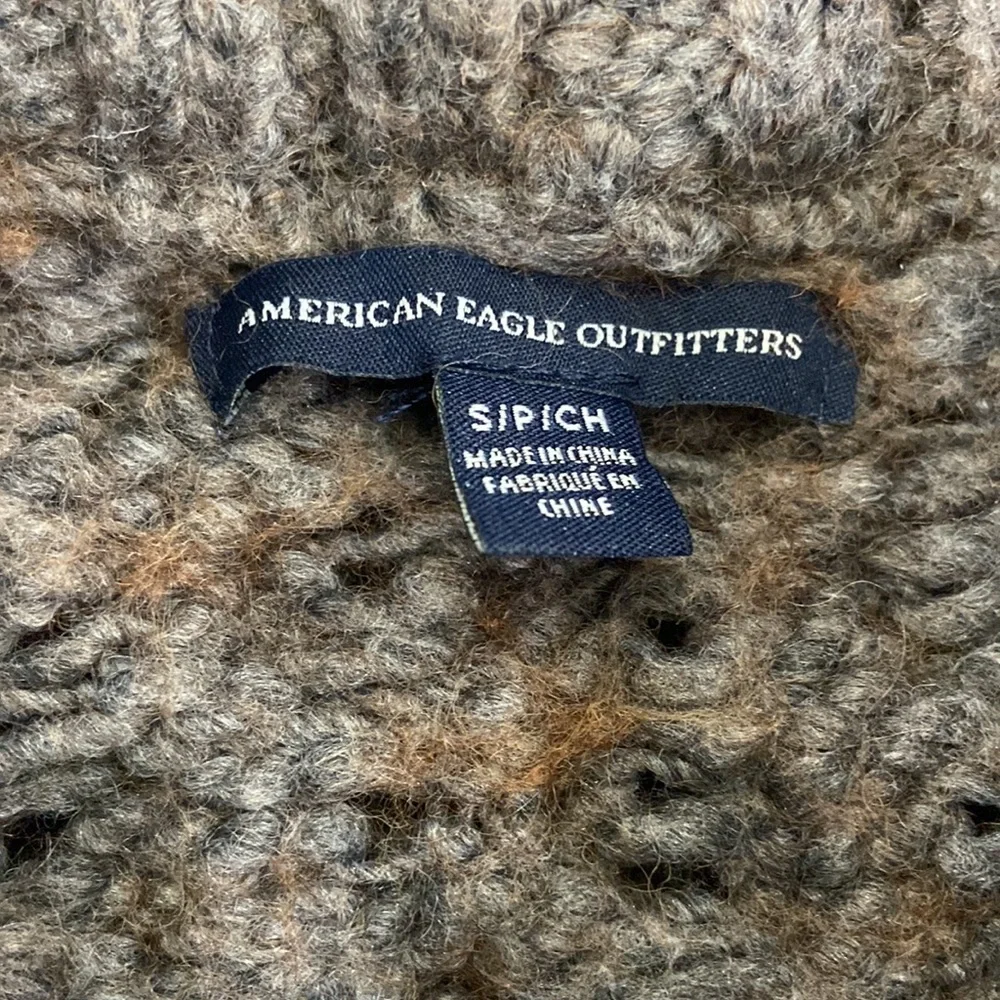 AMERICAN EAGLE OUTFITTERS
S/P/CH
MADE IN CHINA
FABRIQUÉ EN
CHINE